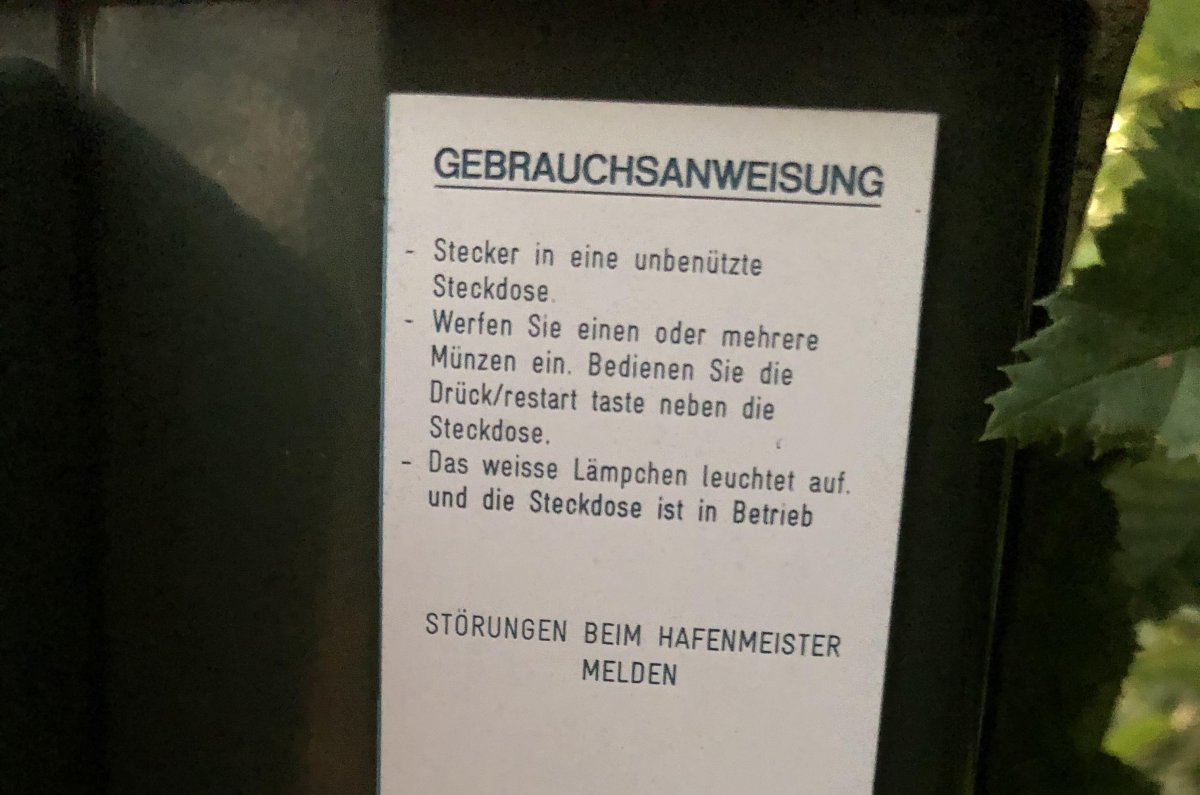 GEBRAUCHSANWEISUNG
- Stecker in eine unbenützte
Steckdose.
- Werfen Sie einen oder mehrere
Münzen ein. Bedienen Sie die
Drück/restart taste neben die
Steckdose.
- Das weisse Lämpchen leuchtet auf.
und die Steckdose ist in Betrieb
STÖRUNGEN BEIM HAFENMEISTER
MELDEN